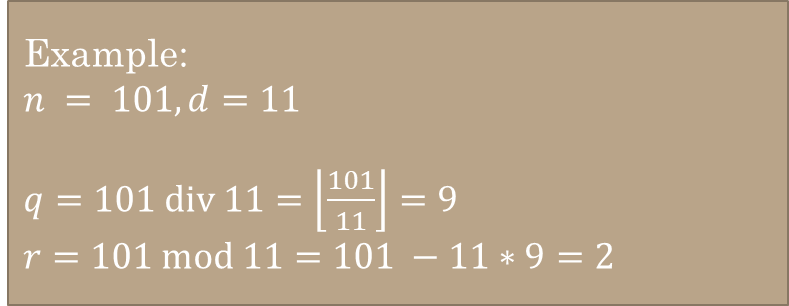 Example:
n = 101, d = 11
q = 101 div 11 = ⌊101/11⌋ = 9
r = 101 mod 11 = 101 − 11 ∗ 9 = 2